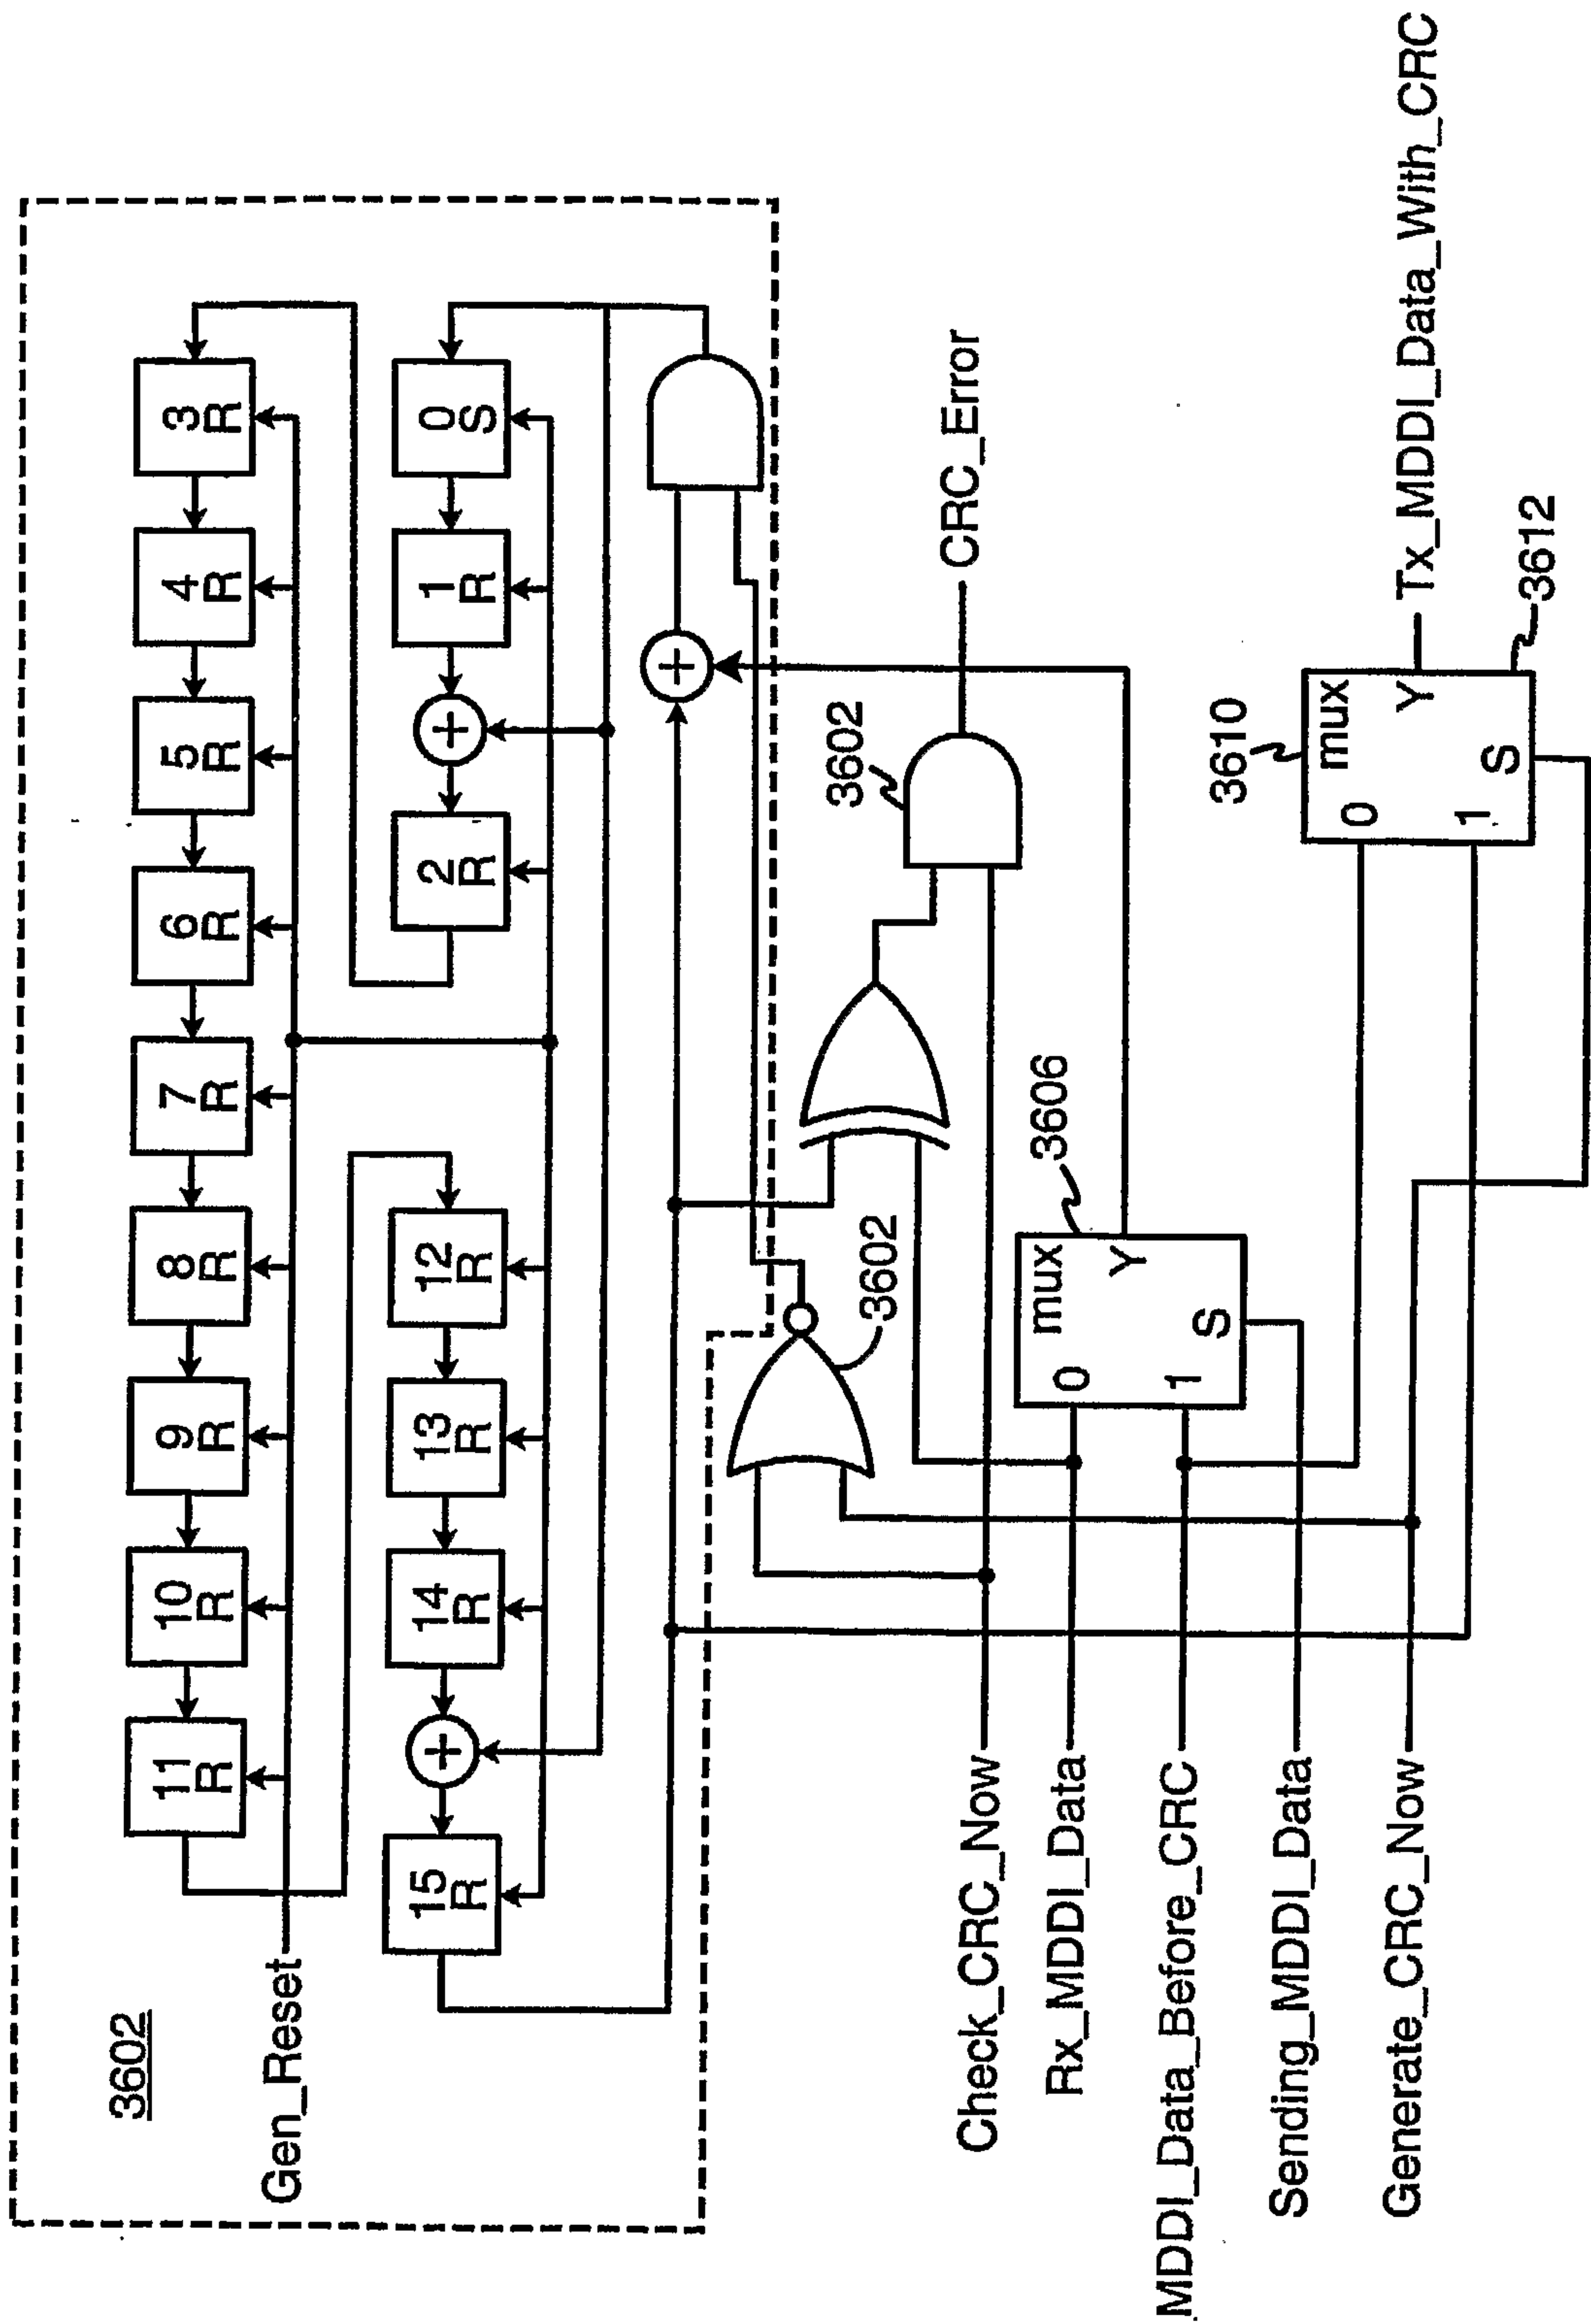 3602
Gen_Reset
11
R
10
R
9
R
8
R
7
R
6
R
5
R
4
R
3
R
15
R
14
R
13
R
12
R
2
R
1
R
0
S
3602
3602
CRC_Error
3606
mux
0
1
Y
S
3610
mux
0
1
Y
S
3612
Tx_MDDI_Data_With_CRC
Check_CRC_Now
Rx_MDDI_Data
MDDI_Data_Before_CRC
Sending_MDDI_Data
Generate_CRC_Now